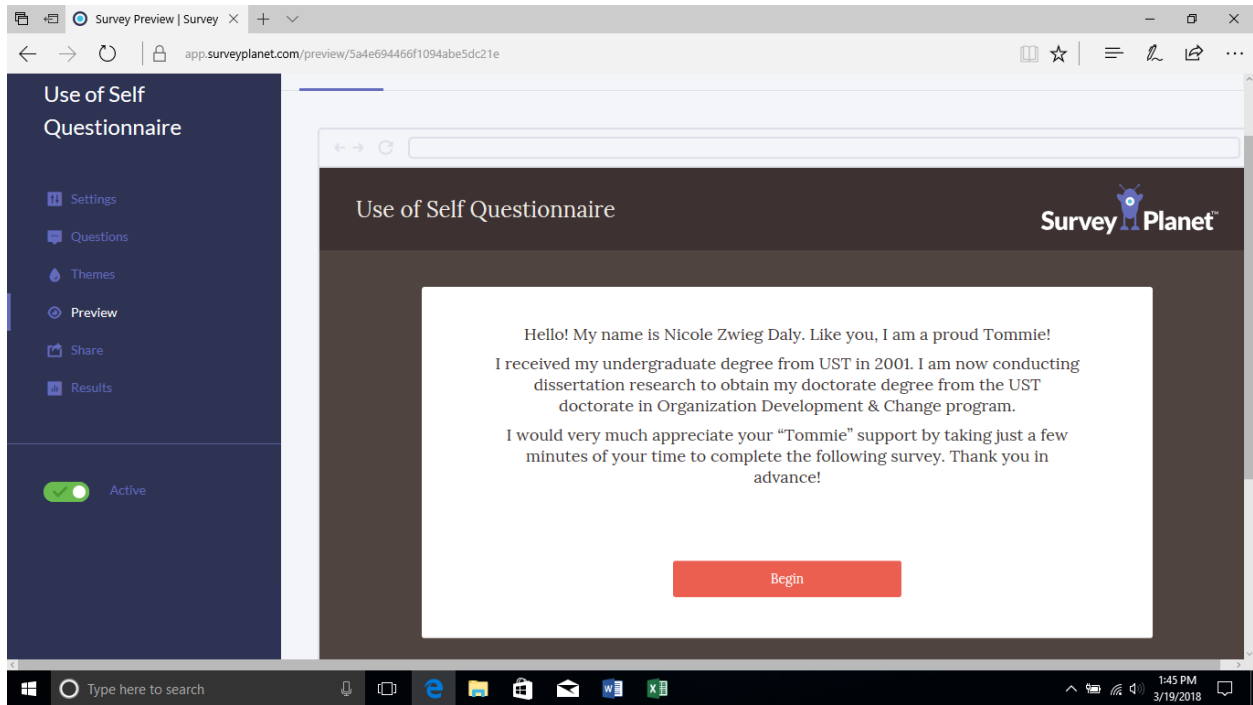 Survey Preview | Survey
app.surveyplanet.com/preview/5a4e694466f1094abe5dc21e
Use of Self
Questionnaire
Settings
Questions
Themes
Preview
Share
Results
Active
Use of Self Questionnaire
Survey Planet™
Hello! My name is Nicole Zwieg Daly. Like you, I am a proud Tommie!
I received my undergraduate degree from UST in 2001. I am now conducting
dissertation research to obtain my doctorate degree from the UST
doctorate in Organization Development & Change program.
I would very much appreciate your “Tommie” support by taking just a few
minutes of your time to complete the following survey. Thank you in
advance!
Begin
Type here to search
1:45 PM
3/19/2018